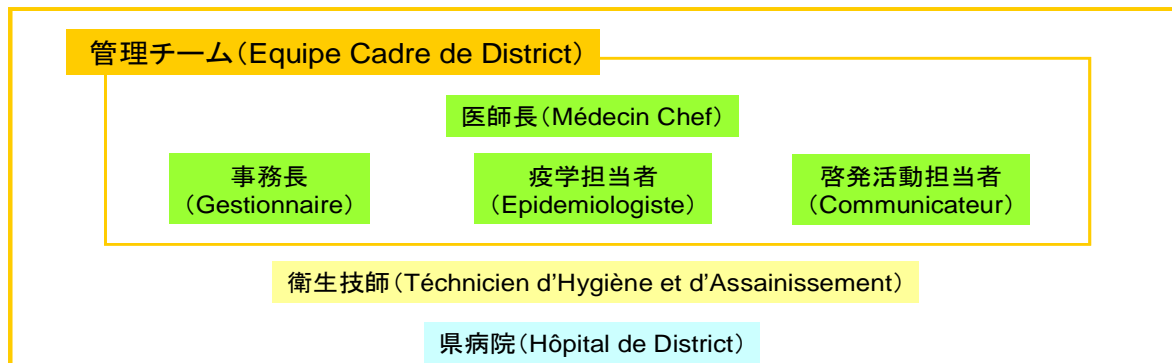 管理チーム（Equipe Cadre de District）
医師長（Médecin Chef）
事務長
（Gestionnaire）
疫学担当者
（Epidemiologiste）
啓発活動担当者
（Communicateur）
衛生技師（Téchnicien d'Hygiène et d'Assainissement）
県病院（Hôpital de District）